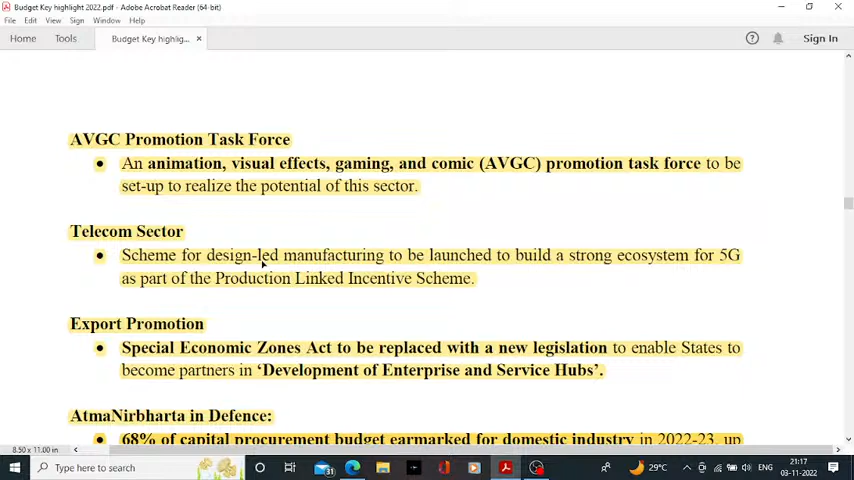 Budget Key highlight 2022.pdf - Adobe Acrobat Reader (64-bit)
File Edit View Sign Window Help
Home Tools Budget Key highlig... × Sign In
AVGC Promotion Task Force
• An animation, visual effects, gaming, and comic (AVGC) promotion task force to be
set-up to realize the potential of this sector.
Telecom Sector
• Scheme for design-led manufacturing to be launched to build a strong ecosystem for 5G
as part of the Production Linked Incentive Scheme.
Export Promotion
• Special Economic Zones Act to be replaced with a new legislation to enable States to
become partners in ‘Development of Enterprise and Service Hubs’.
AtmaNirbharta in Defence:
• 68% of capital procurement budget earmarked for domestic industry in 2022-23, up
8.50 x 11.00 in
Type here to search 31 29°C ENG 21:17
03-11-2022